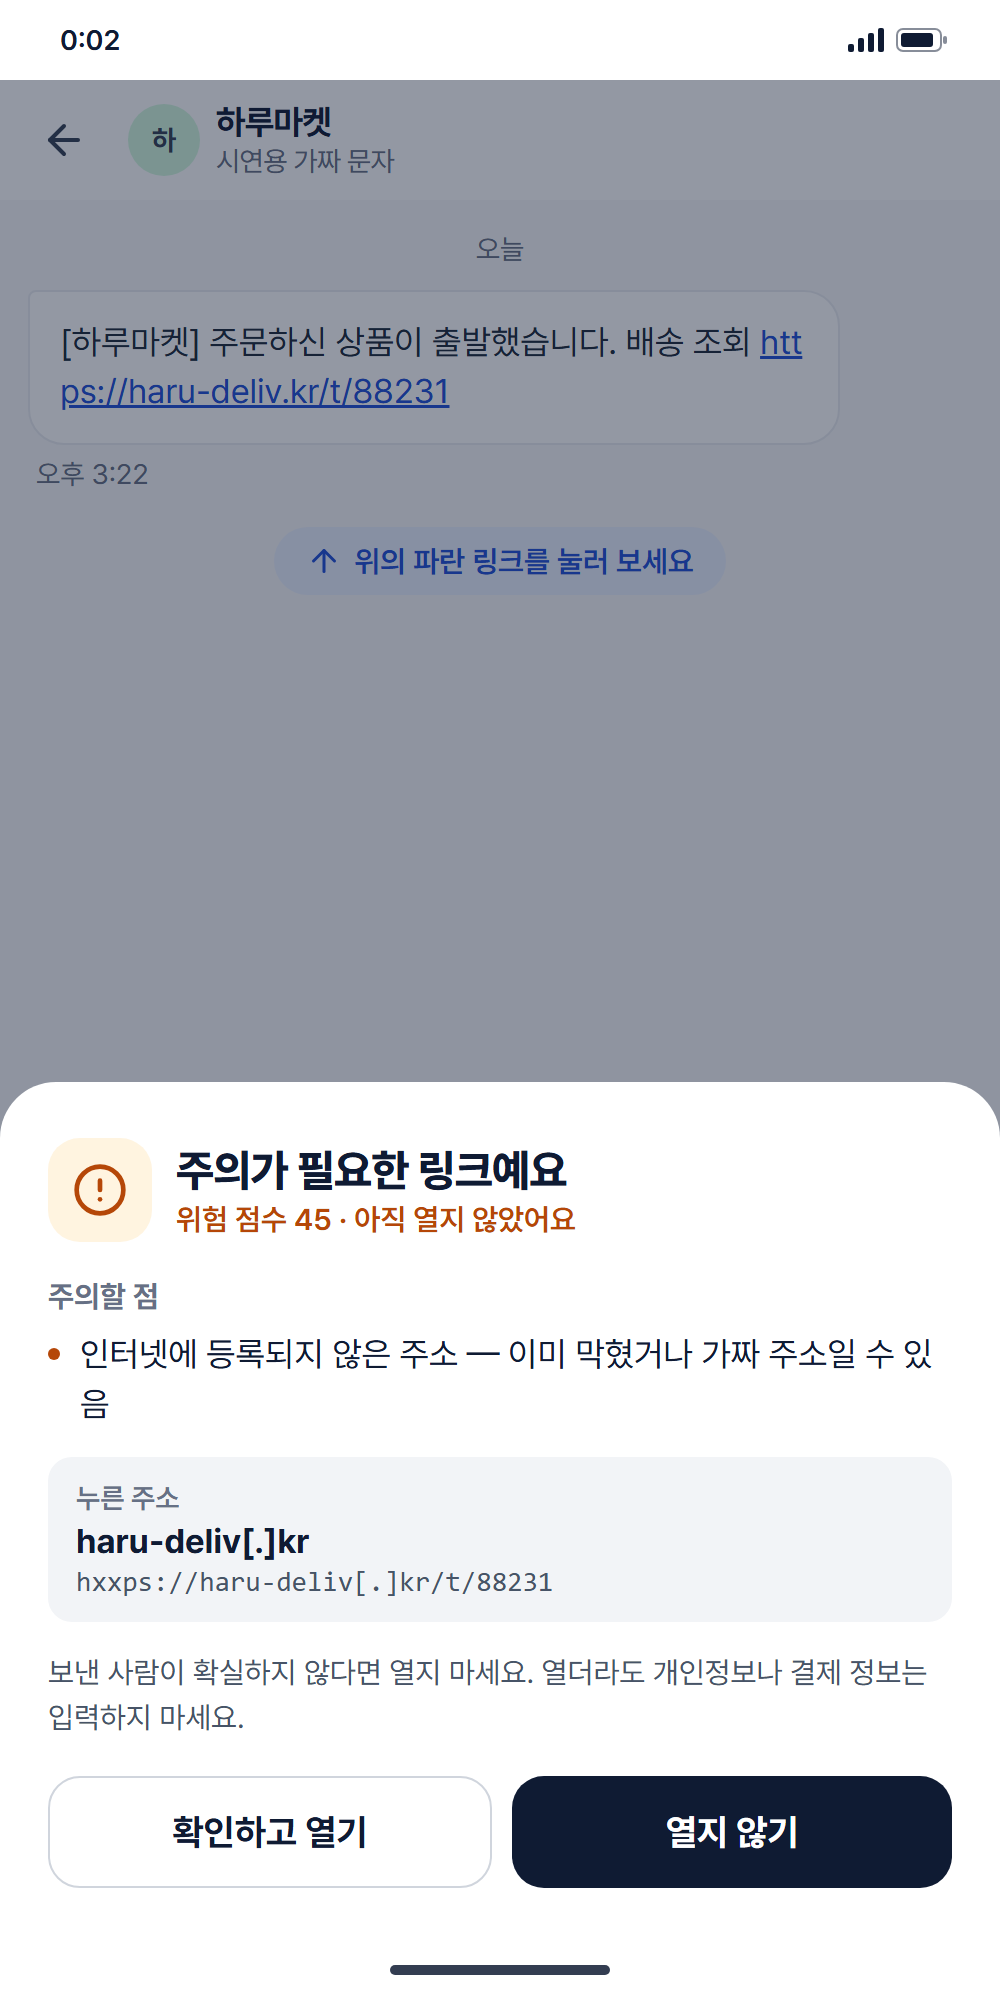 0:02
하
하루마켓
시연용 가짜 문자
오늘
[하루마켓] 주문하신 상품이 출발했습니다. 배송 조회 htt
ps://haru-deliv.kr/t/88231
오후 3:22
↑ 위의 파란 링크를 눌러 보세요
주의가 필요한 링크예요
위험 점수 45 · 아직 열지 않았어요
주의할 점
• 인터넷에 등록되지 않은 주소 — 이미 막혔거나 가짜 주소일 수 있
음
누른 주소
haru-deliv[.]kr
hxxps://haru-deliv[.]kr/t/88231
보낸 사람이 확실하지 않다면 열지 마세요. 열더라도 개인정보나 결제 정보는
입력하지 마세요.
확인하고 열기
열지 않기